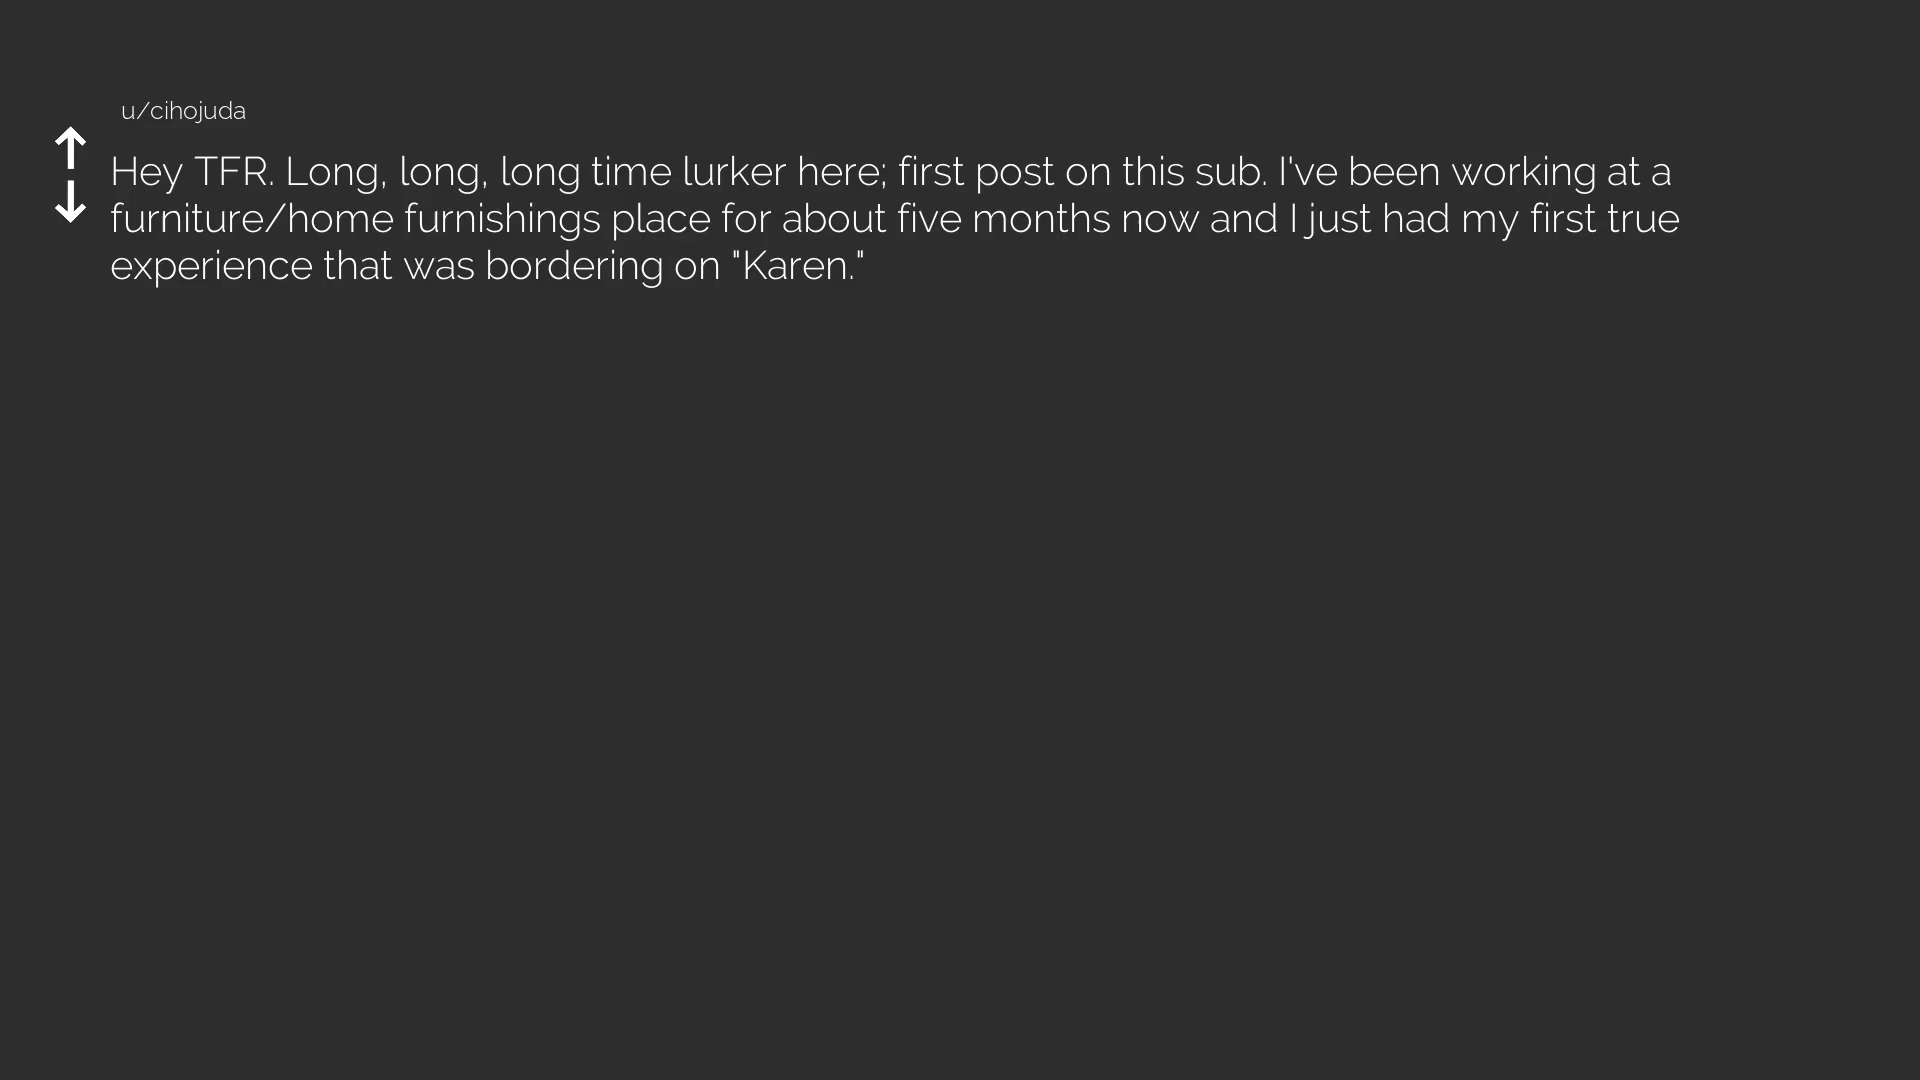 u/cihojuda
Hey TFR. Long, long, long time lurker here; first post on this sub. I've been working at a
furniture/home furnishings place for about five months now and I just had my first true
experience that was bordering on "Karen."